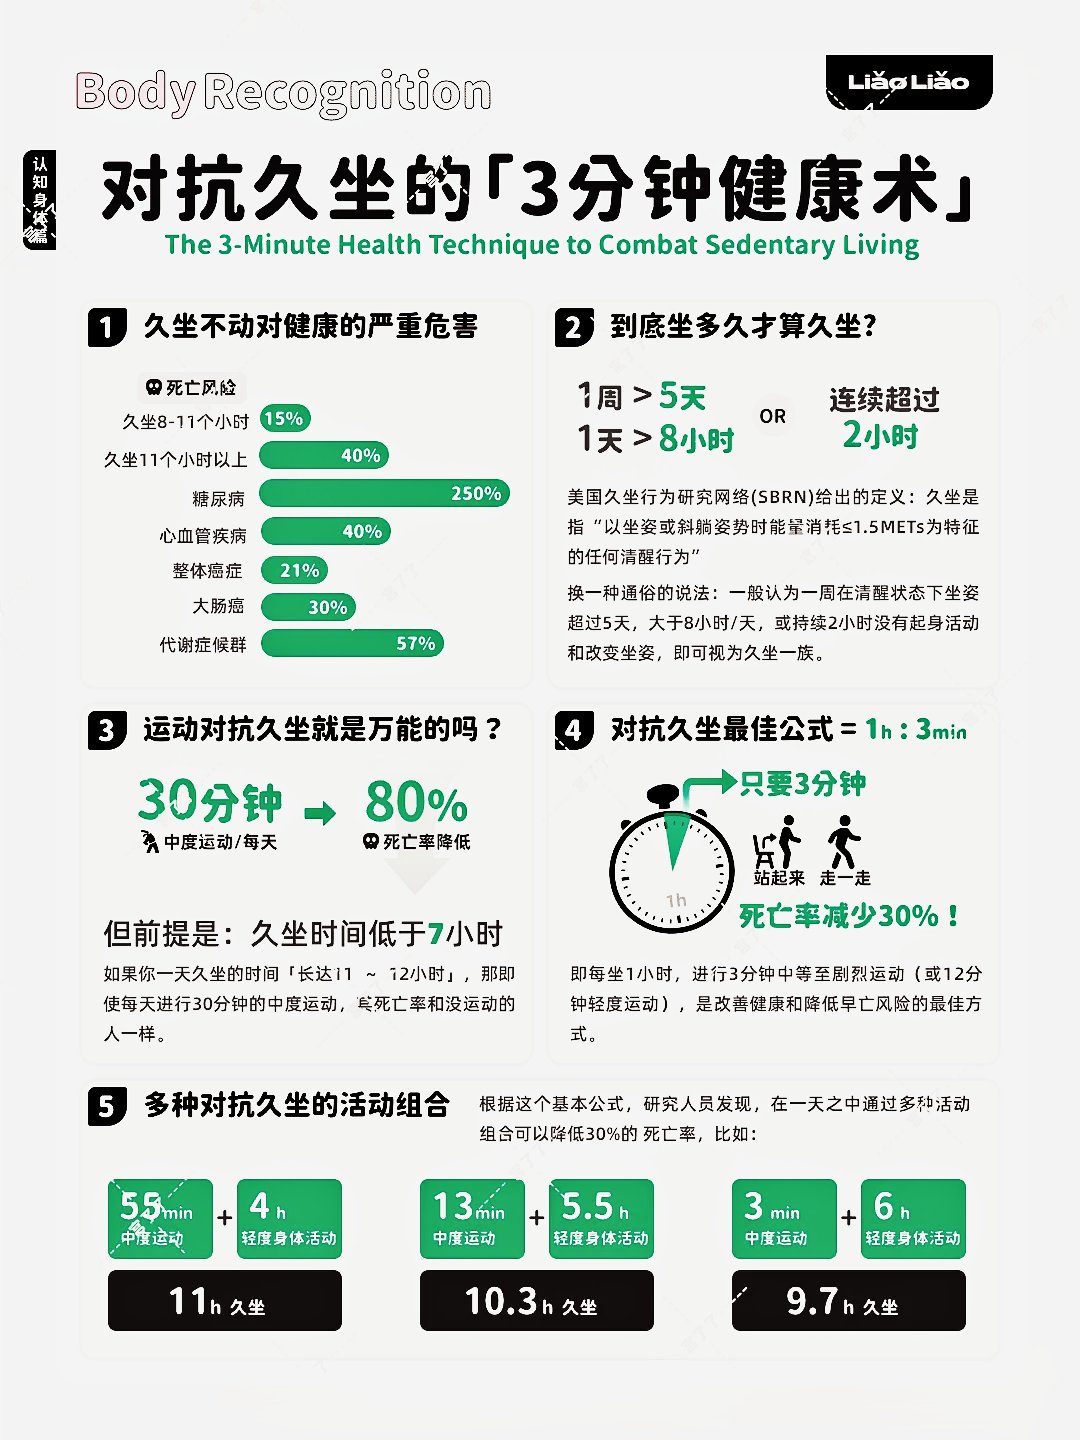 Body Recognition
Liǎo Liǎo
认知身体篇
对抗久坐的「3分钟健康术」
The 3-Minute Health Technique to Combat Sedentary Living
1 久坐不动对健康的严重危害
死亡风险
久坐8-11个小时 15%
久坐11个小时以上 40%
糖尿病 250%
心血管疾病 40%
整体癌症 21%
大肠癌 30%
代谢症候群 57%
2 到底坐多久才算久坐?
1周 > 5天
1天 > 8小时
OR
连续超过
2小时
美国久坐行为研究网络(SBRN)给出的定义：久坐是
指“以坐姿或斜躺姿势时能量消耗≤1.5METs为特征
的任何清醒行为”
换一种通俗的说法：一般认为一周在清醒状态下坐姿
超过5天，大于8小时/天，或持续2小时没有起身活动
和改变坐姿，即可视为久坐一族。
3 运动对抗久坐就是万能的吗？
30分钟
中度运动/每天
80%
死亡率降低
但前提是：久坐时间低于7小时
如果你一天久坐的时间「长达11 ~ 12小时」，那即
使每天进行30分钟的中度运动，其死亡率和没运动的
人一样。
4 对抗久坐最佳公式 = 1h : 3min
只要3分钟
1h
站起来 走一走
死亡率减少30%！
即每坐1小时，进行3分钟中等至剧烈运动（或12分
钟轻度运动），是改善健康和降低早亡风险的最佳方
式。
5 多种对抗久坐的活动组合
根据这个基本公式，研究人员发现，在一天之中通过多种活动
组合可以降低30%的 死亡率，比如：
55min 中度运动 + 4 h 轻度身体活动
11h 久坐
13min 中度运动 + 5.5 h 轻度身体活动
10.3h 久坐
3 min 中度运动 + 6 h 轻度身体活动
9.7h 久坐